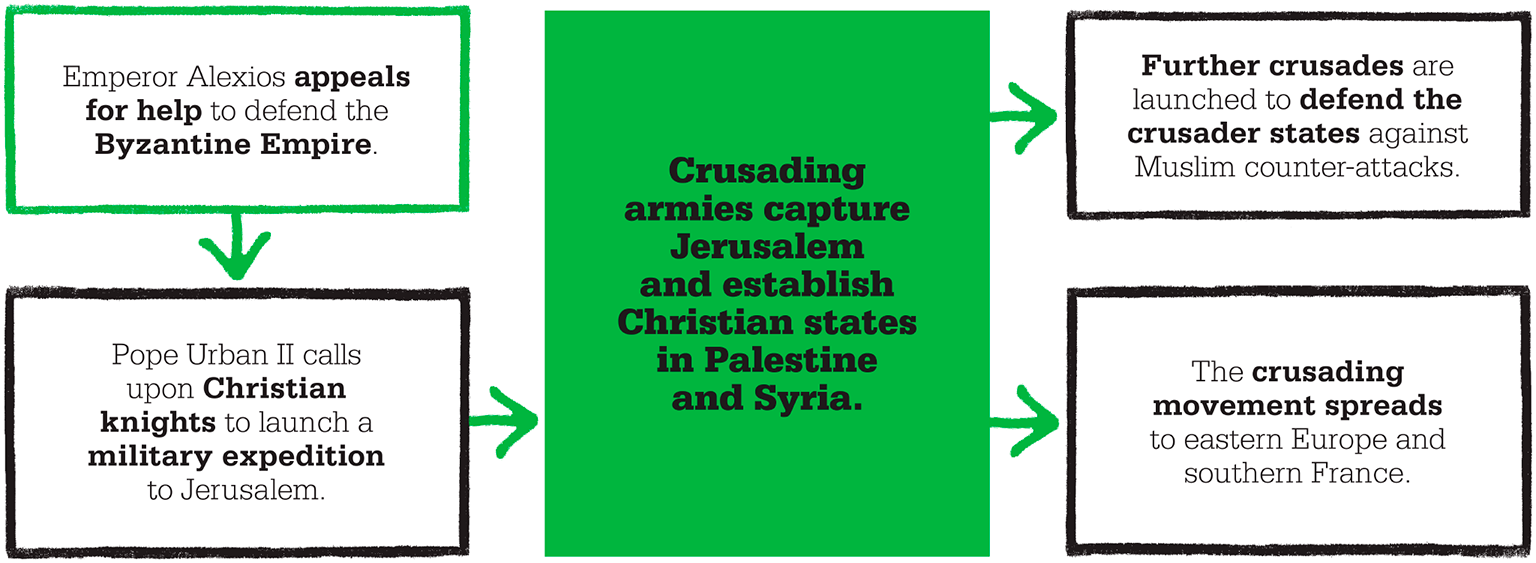 Emperor Alexios appeals
for help to defend the
Byzantine Empire.
Pope Urban II calls
upon Christian
knights to launch a
military expedition
to Jerusalem.
Crusading
armies capture
Jerusalem
and establish
Christian states
in Palestine
and Syria.
Further crusades are
launched to defend the
crusader states against
Muslim counter-attacks.
The crusading
movement spreads
to eastern Europe and
southern France.